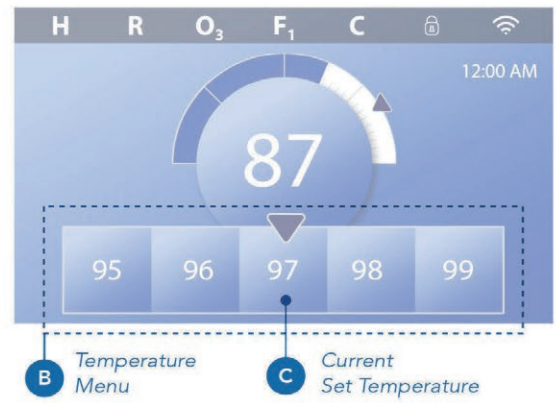 H R O₃ F₁ C
12:00 AM
87
95 96 97 98 99
B Temperature Menu
C Current Set Temperature